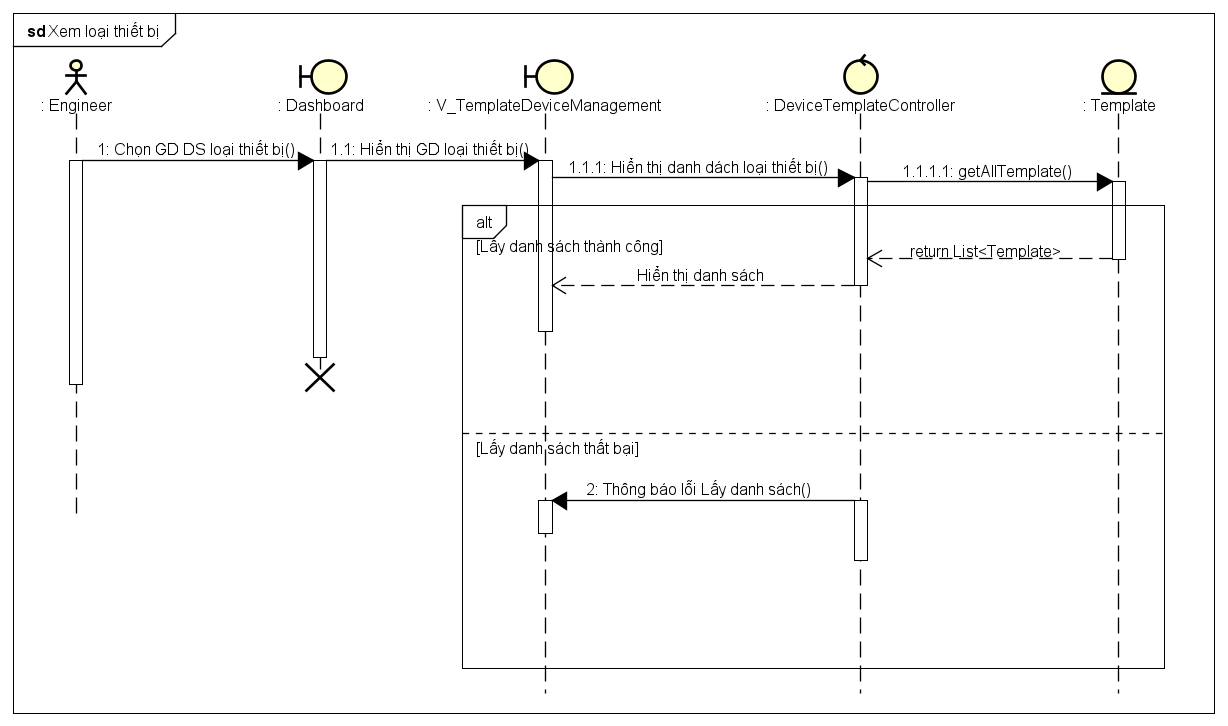 sd Xem loại thiết bị
: Engineer
: Dashboard
: V_TemplateDeviceManagement
: DeviceTemplateController
: Template
1: Chọn GD DS loại thiết bị()
1.1: Hiển thị GD loại thiết bị()
1.1.1: Hiển thị danh dách loại thiết bị()
1.1.1.1: getAllTemplate()
alt
[Lấy danh sách thành công]
return List<Template>
Hiển thị danh sách
[Lấy danh sách thất bại]
2: Thông báo lỗi Lấy danh sách()